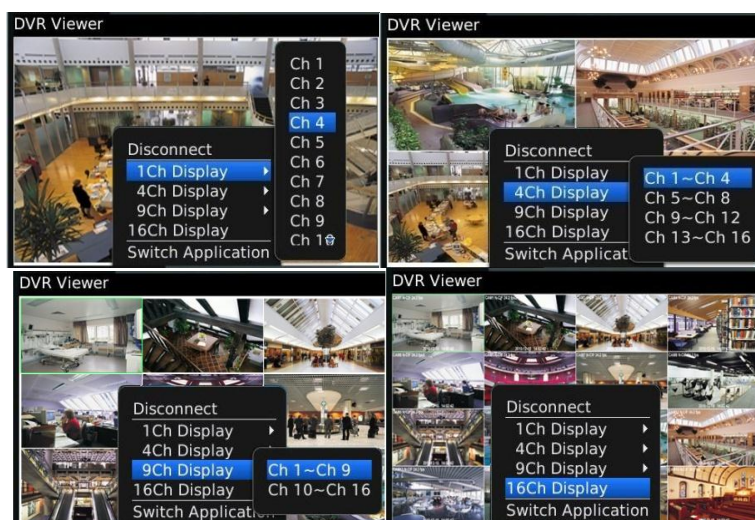 DVR Viewer
Disconnect
1Ch Display
4Ch Display
9Ch Display
16Ch Display
Switch Application
Ch 1
Ch 2
Ch 3
Ch 4
Ch 5
Ch 6
Ch 7
Ch 8
Ch 9
DVR Viewer
Disconnect
1Ch Display
4Ch Display
9Ch Display
16Ch Display
Switch Applicat
Ch 1~Ch 4
Ch 5~Ch 8
Ch 9~Ch 12
Ch 13~Ch 16
DVR Viewer
Disconnect
1Ch Display
4Ch Display
9Ch Display
16Ch Display
Switch Application
Ch 1~Ch 9
Ch 10~Ch 16
DVR Viewer
Disconnect
1Ch Display
4Ch Display
9Ch Display
16Ch Display
Switch Application